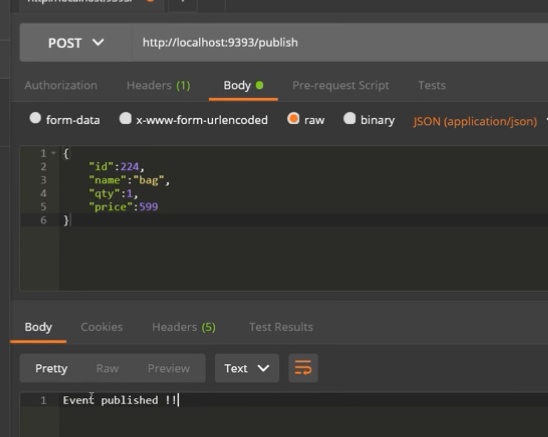 POST http://localhost:9393/publish
Authorization Headers (1) Body Pre-request Script Tests
form-data x-www-form-urlencoded raw binary JSON (application/json)
1 {
2 "id":224,
3 "name":"bag",
4 "qty":1,
5 "price":599
6 }
Body Cookies Headers (5) Test Results
Pretty Raw Preview Text
1 Event published !!